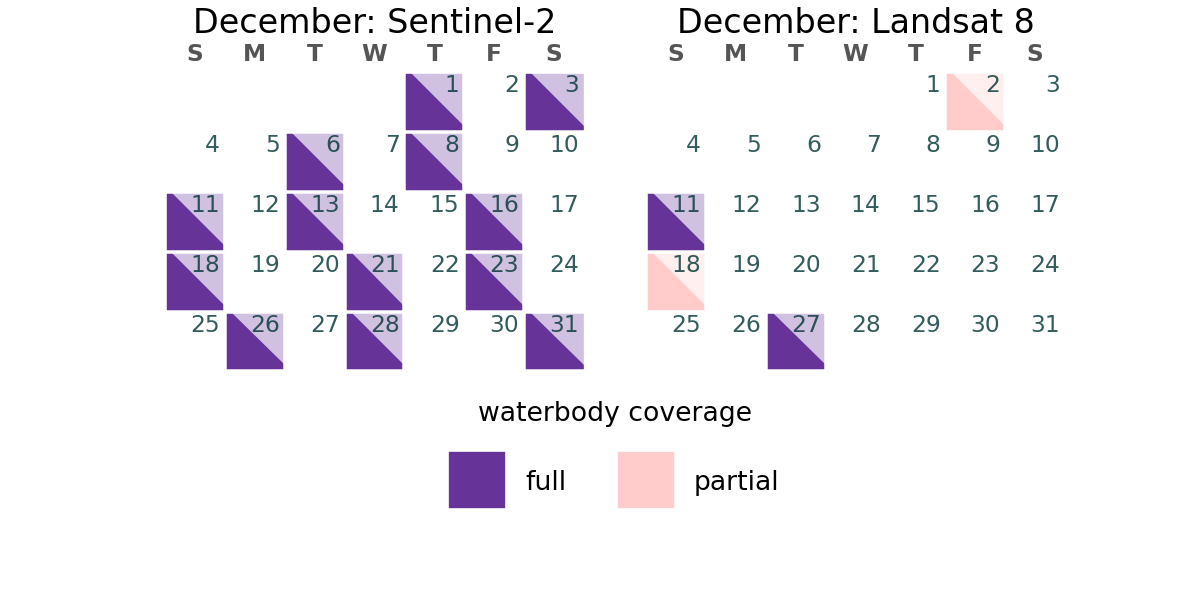 December: Sentinel-2
S M T W T F S
1 2 3
4 5 6 7 8 9 10
11 12 13 14 15 16 17
18 19 20 21 22 23 24
25 26 27 28 29 30 31
December: Landsat 8
S M T W T F S
1 2 3
4 5 6 7 8 9 10
11 12 13 14 15 16 17
18 19 20 21 22 23 24
25 26 27 28 29 30 31
waterbody coverage
full partial